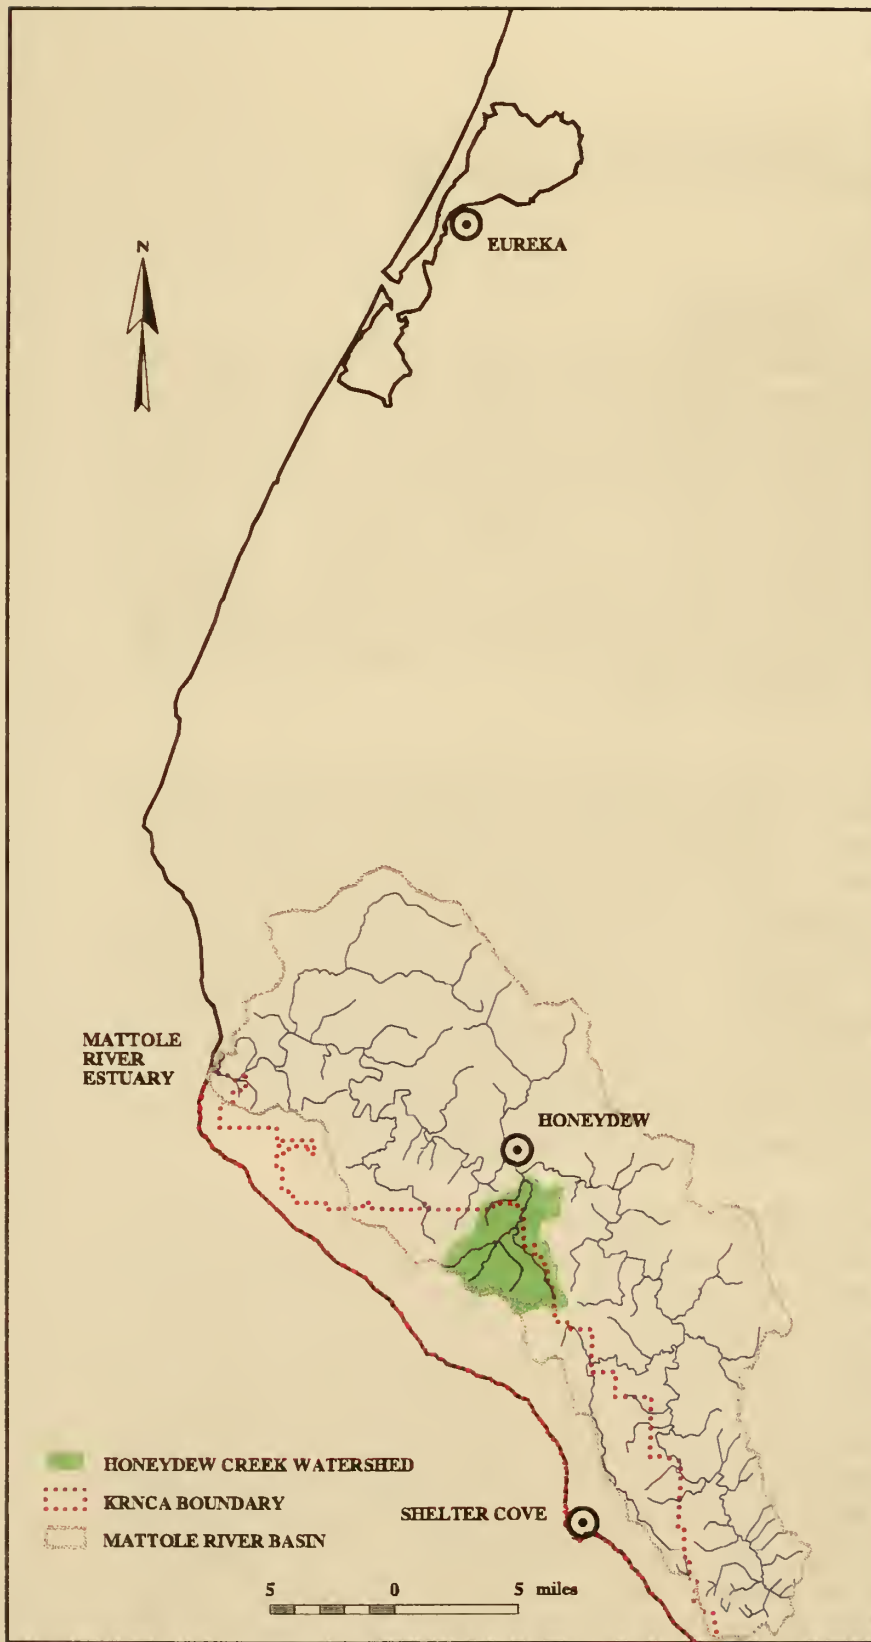 EUREKA
N
MATTOLE
RIVER
ESTUARY
HONEYDEW
HONEYDEW CREEK WATERSHED
KRNCA BOUNDARY
MATTOLE RIVER BASIN
SHELTER COVE
5 0 5 miles